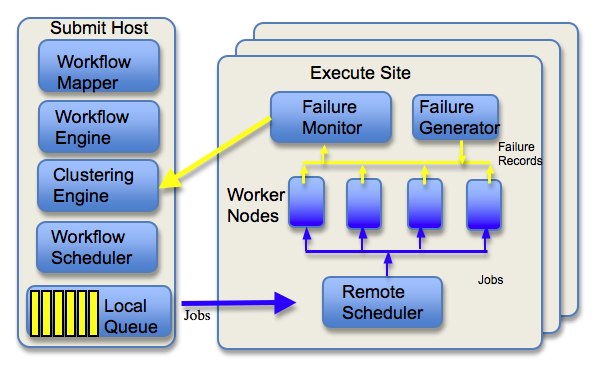 Submit Host
Workflow
Mapper
Workflow
Engine
Clustering
Engine
Workflow
Scheduler
Local
Queue
Jobs
Execute Site
Failure
Monitor
Failure
Generator
Failure
Records
Worker
Nodes
Jobs
Remote
Scheduler